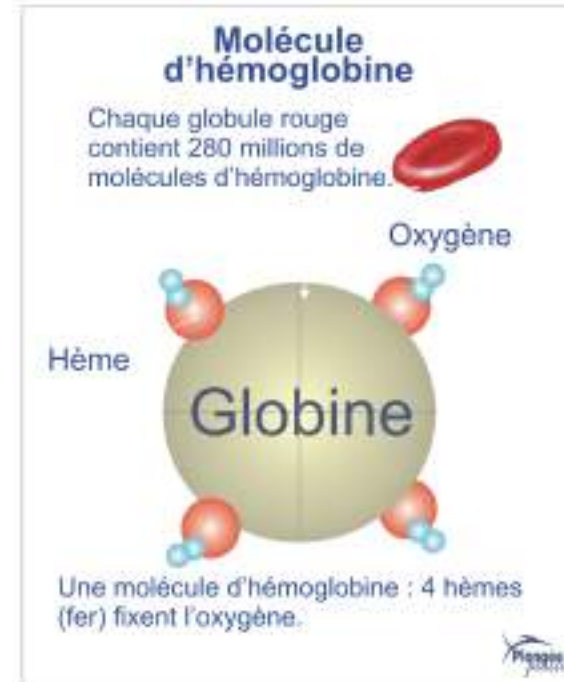 Molécule
d'hémoglobine
Chaque globule rouge
contient 280 millions de
molécules d'hémoglobine.
Oxygène
Hème
Globine
Une molécule d'hémoglobine : 4 hèmes
(fer) fixent l'oxygène.